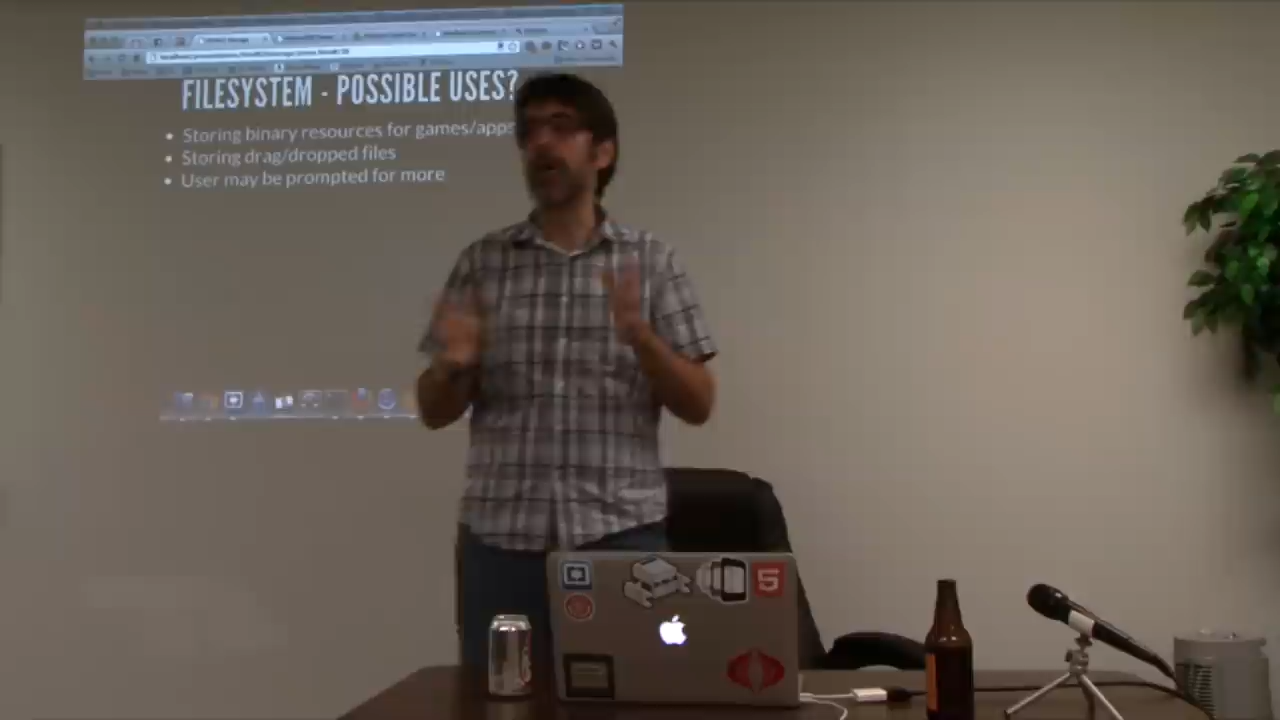 FILESYSTEM - POSSIBLE USES?
Storing binary resources for games/apps
Storing drag/dropped files
User may be prompted for more
5